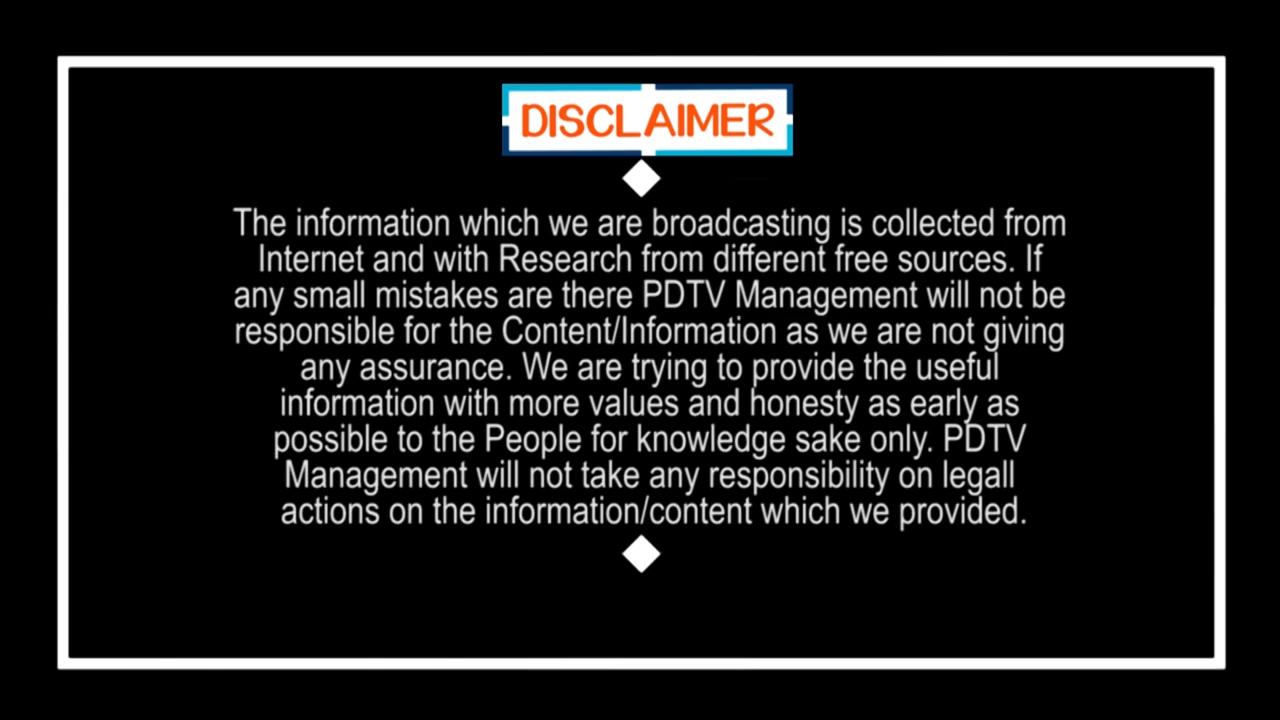 DISCLAIMER
The information which we are broadcasting is collected from
Internet and with Research from different free sources. If
any small mistakes are there PDTV Management will not be
responsible for the Content/Information as we are not giving
any assurance. We are trying to provide the useful
information with more values and honesty as early as
possible to the People for knowledge sake only. PDTV
Management will not take any responsibility on legall
actions on the information/content which we provided.